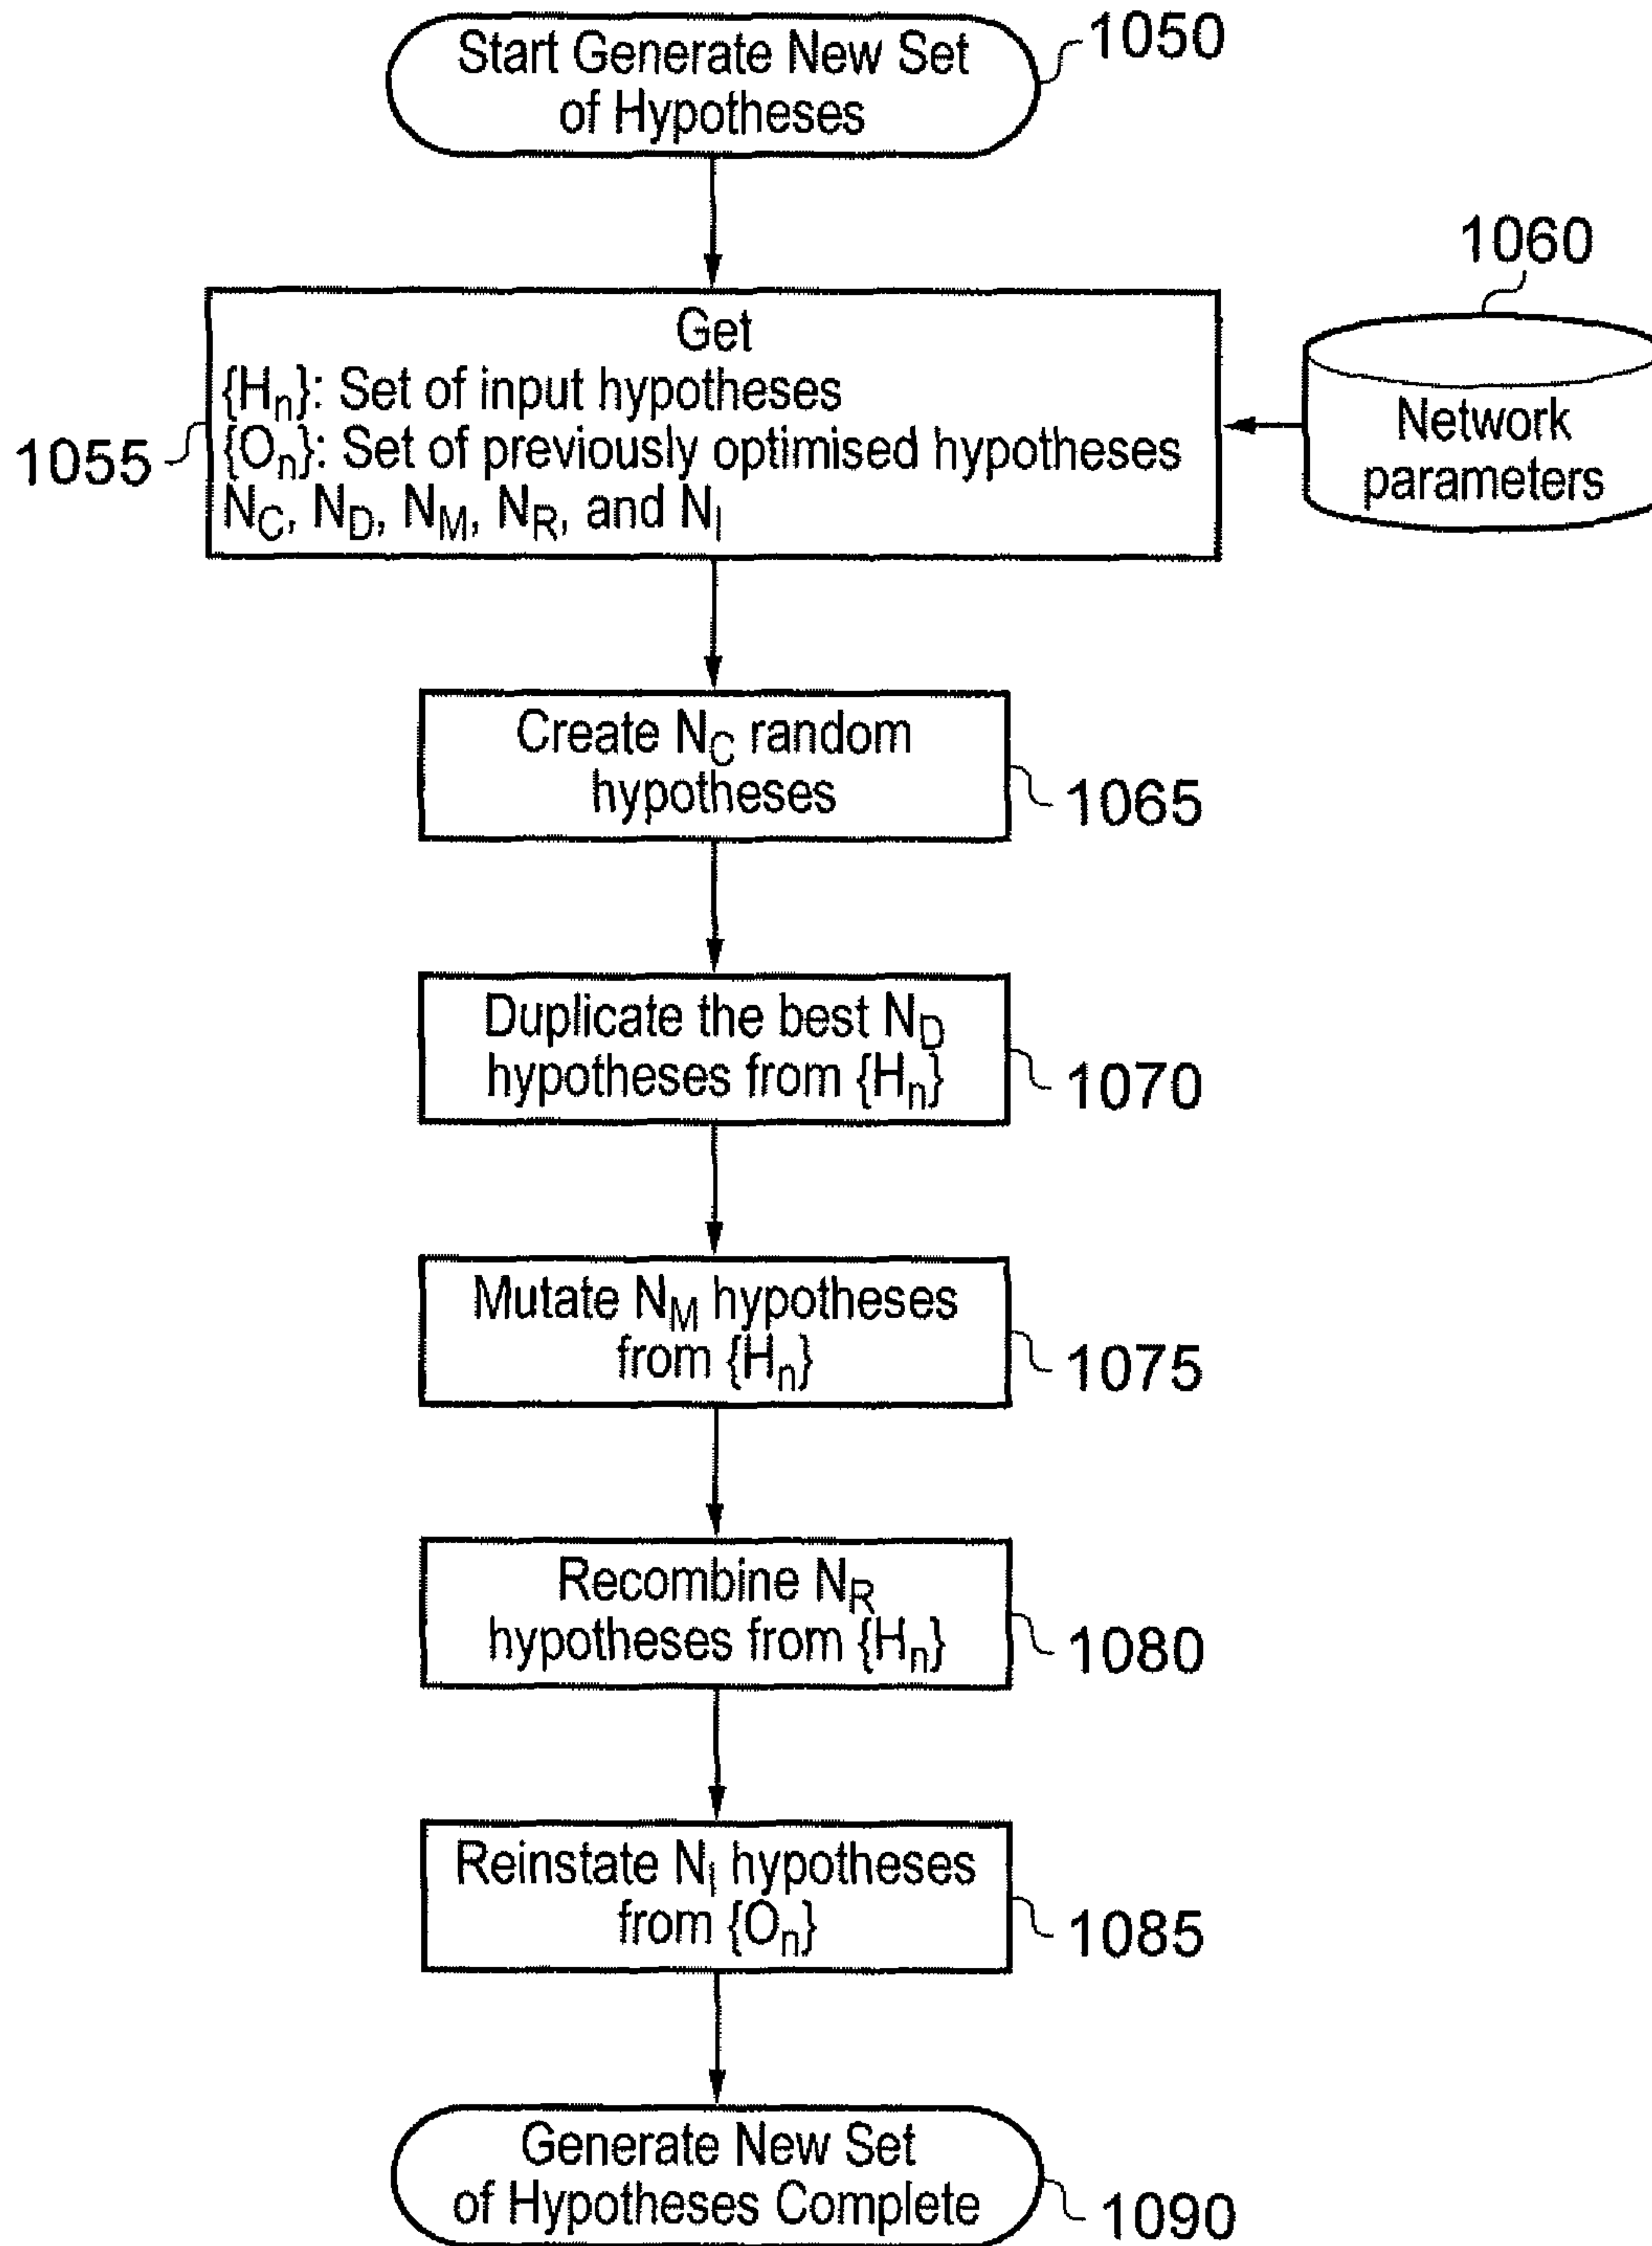 Start Generate New Set
of Hypotheses
1050
1060
Network
parameters
Get
{Hn}: Set of input hypotheses
{On}: Set of previously optimised hypotheses
NC, ND, NM, NR, and NI
1055
Create NC random
hypotheses
1065
Duplicate the best ND
hypotheses from {Hn}
1070
Mutate NM hypotheses
from {Hn}
1075
Recombine NR
hypotheses from {Hn}
1080
Reinstate NI hypotheses
from {On}
1085
Generate New Set
of Hypotheses Complete
1090